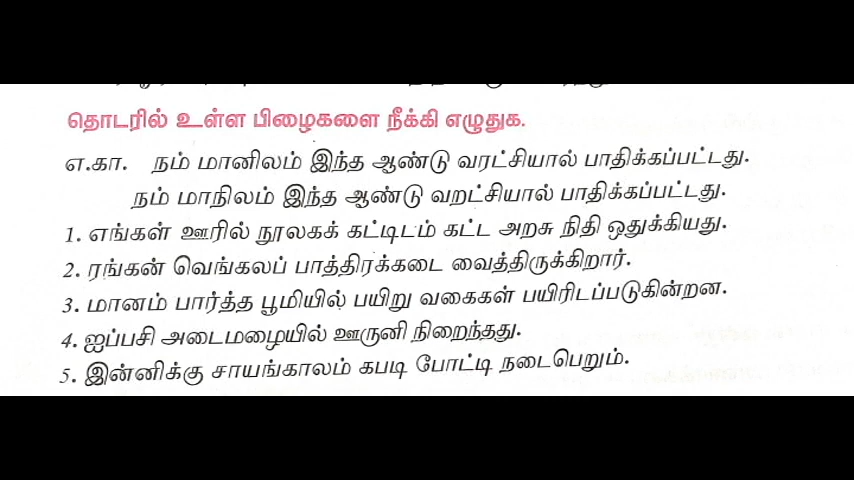 தொடரில் உள்ள பிழைகளை நீக்கி எழுதுக.
எ.கா. நம் மானிலம் இந்த ஆண்டு வரட்சியால் பாதிக்கப்பட்டது.
நம் மாநிலம் இந்த ஆண்டு வறட்சியால் பாதிக்கப்பட்டது.
1. எங்கள் ஊரில் நூலகக் கட்டிடம் கட்ட அறசு நிதி ஒதுக்கியது.
2. ரங்கன் வெங்கலப் பாத்திரக்கடை வைத்திருக்கிறார்.
3. மானம் பார்த்த பூமியில் பயிறு வகைகள் பயிரிடப்படுகின்றன.
4. ஐப்பசி அடைமழையில் ஊருனி நிறைந்தது.
5. இன்னிக்கு சாயங்காலம் கபடி போட்டி நடைபெறும்.